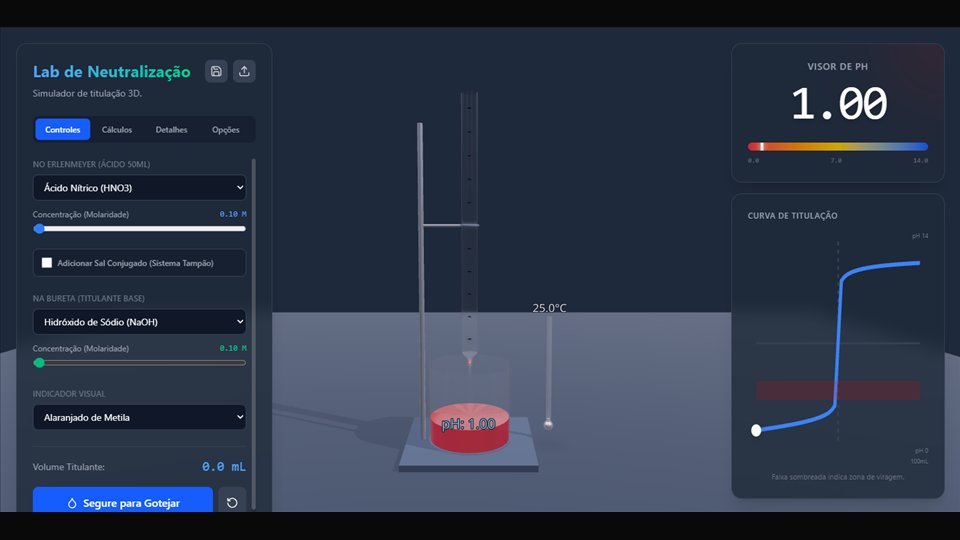 Lab de Neutralização
Simulador de titulação 3D.
Controles
Cálculos
Detalhes
Opções
NO ERLENMEYER (ÁCIDO 50ML)
Ácido Nítrico (HNO3)
Concentração (Molaridade)
0.10 M
Adicionar Sal Conjugado (Sistema Tampão)
NA BURETA (TITULANTE BASE)
Hidróxido de Sódio (NaOH)
Concentração (Molaridade)
0.10 M
INDICADOR VISUAL
Alaranjado de Metila
Volume Titulante:
0.0 mL
Segure para Gotejar
25.0°C
pH: 1.00
VISOR DE PH
1.00
0.0
7.0
14.0
CURVA DE TITULAÇÃO
pH 14
pH 0
100mL
Faixa sombreada indica zona de viragem.